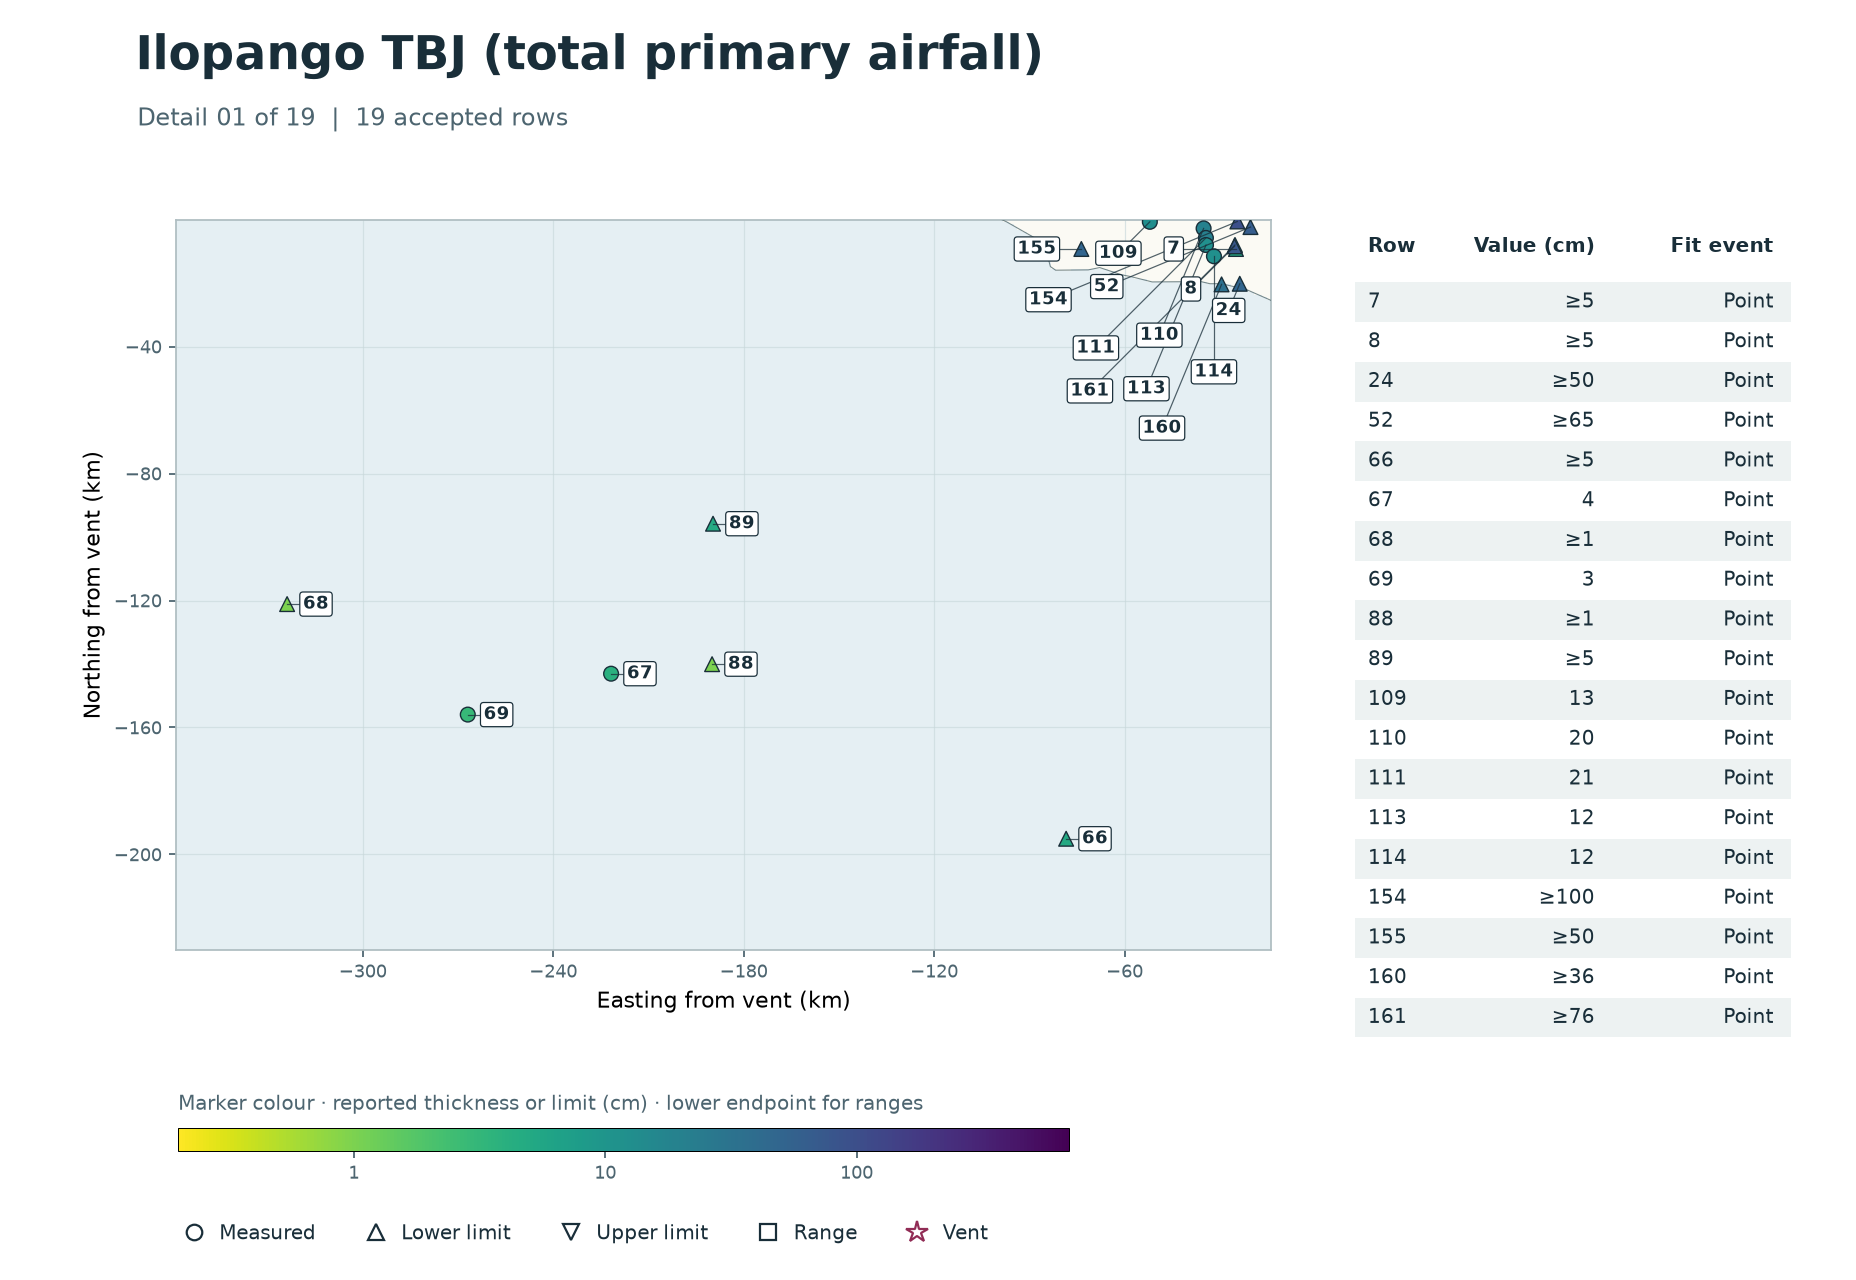 Ilopango TBJ (total primary airfall)
Detail 01 of 19 | 19 accepted rows
155
109
7
52
154
8
24
111
110
161
113
114
160
89
68
88
67
69
66
−40
−80
−120
−160
−200
Northing from vent (km)
−300 −240 −180 −120 −60
Easting from vent (km)
Row Value (cm) Fit event
7 ≥5 Point
8 ≥5 Point
24 ≥50 Point
52 ≥65 Point
66 ≥5 Point
67 4 Point
68 ≥1 Point
69 3 Point
88 ≥1 Point
89 ≥5 Point
109 13 Point
110 20 Point
111 21 Point
113 12 Point
114 12 Point
154 ≥100 Point
155 ≥50 Point
160 ≥36 Point
161 ≥76 Point
Marker colour · reported thickness or limit (cm) · lower endpoint for ranges
1 10 100
Measured Lower limit Upper limit Range Vent